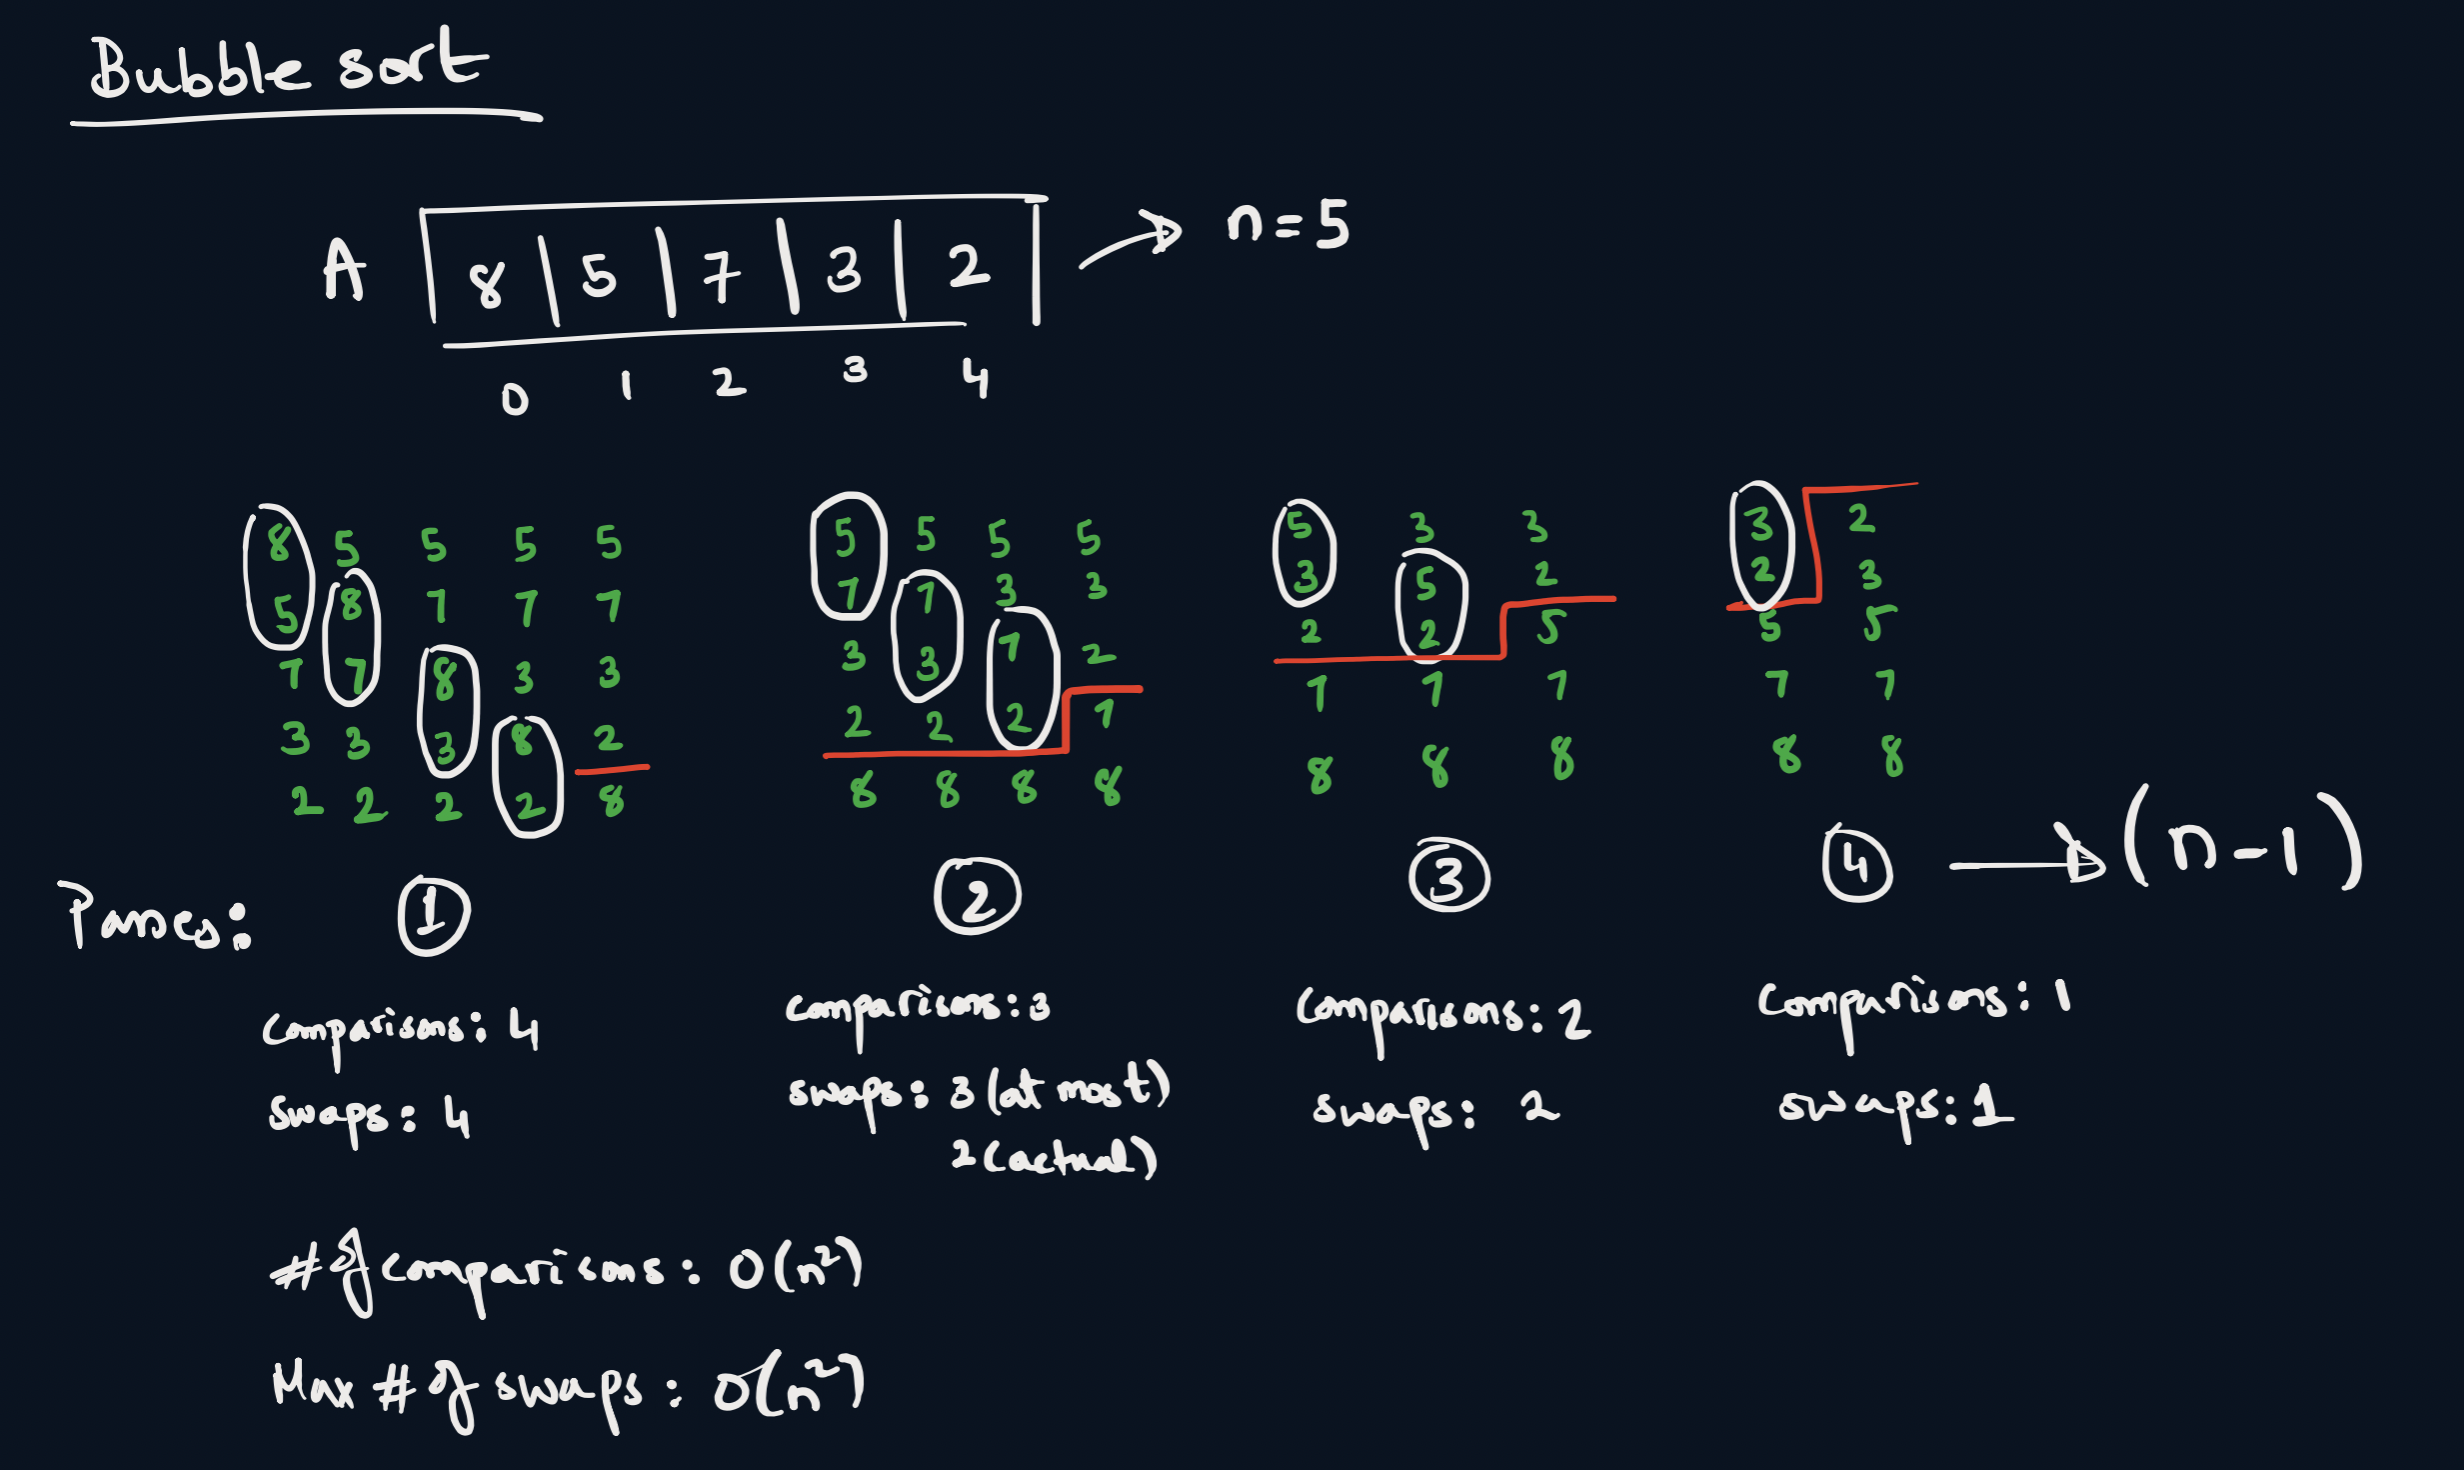 Bubble sort
A 8 5 7 3 2 → n=5
0 1 2 3 4
8 5 5 5 5 5 5 5 5 5 3 3 3 2
5 8 7 7 7 7 7 3 3 3 5 2 2 3
7 7 8 3 3 3 3 7 2 2 2 5 5 5
3 3 3 8 2 2 2 2 7 7 7 7 7 7
2 2 2 2 8 8 8 8 8 8 8 8 8 8
Passes: 1 2 3 4 → (n-1)
Comparisons: 4 Comparisons: 3 Comparisons: 2 Comparisons: 1
swaps: 4 swaps: 3 (at most) swaps: 2 swaps: 1
2 (actual)
# of comparisons: O(n²)
Max # of swaps: O(n²)